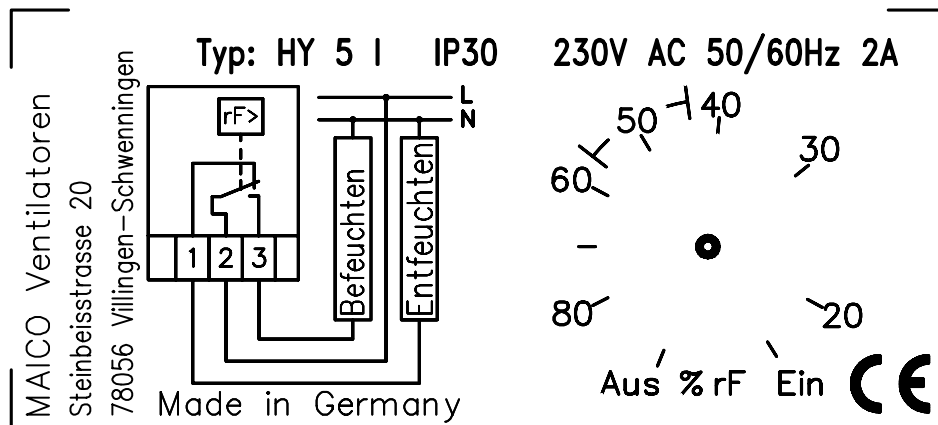 MAICO Ventilatoren
Steinbeisstrasse 20
78056 Villingen-Schwenningen
Typ: HY 5 I IP30 230V AC 50/60Hz 2A
rF>
L
N
1 2 3
Befeuchten
Entfeuchten
Made in Germany
40
50
30
60
80
20
Aus % rF Ein CE